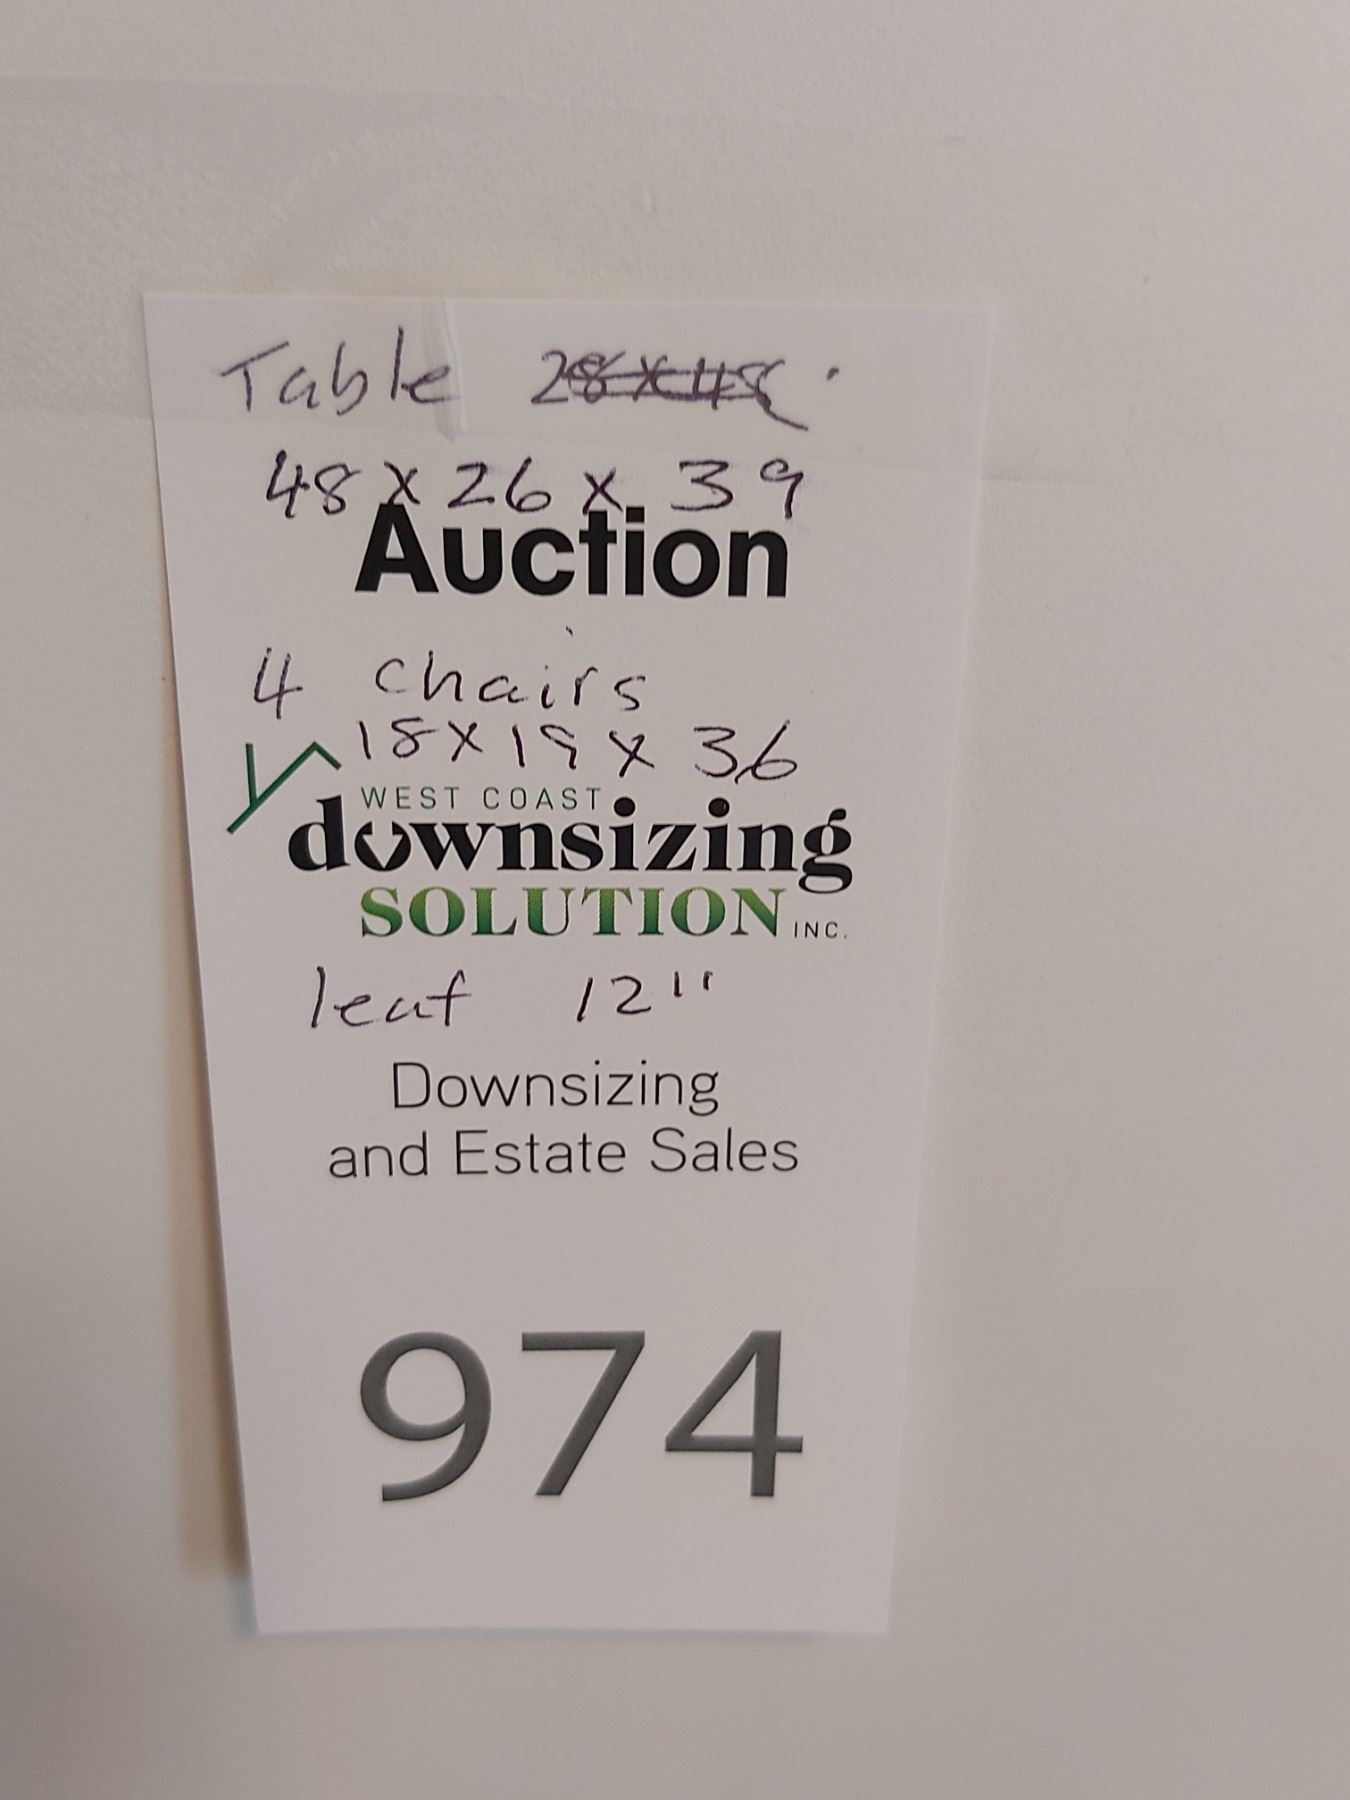 Table 28x48
48 x 26 x 39
Auction
4 chairs
18 x 19 x 36
WEST COAST
downsizing
SOLUTION INC.
leaf 12"
Downsizing
and Estate Sales
974